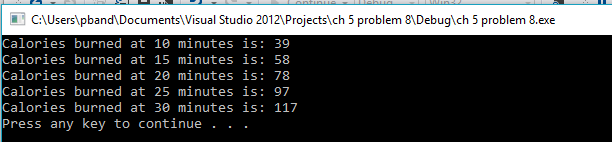 C:\Users\pband\Documents\Visual Studio 2012\Projects\ch 5 problem 8\Debug\ch 5 problem 8.exe
Calories burned at 10 minutes is: 39
Calories burned at 15 minutes is: 58
Calories burned at 20 minutes is: 78
Calories burned at 25 minutes is: 97
Calories burned at 30 minutes is: 117
Press any key to continue . . .